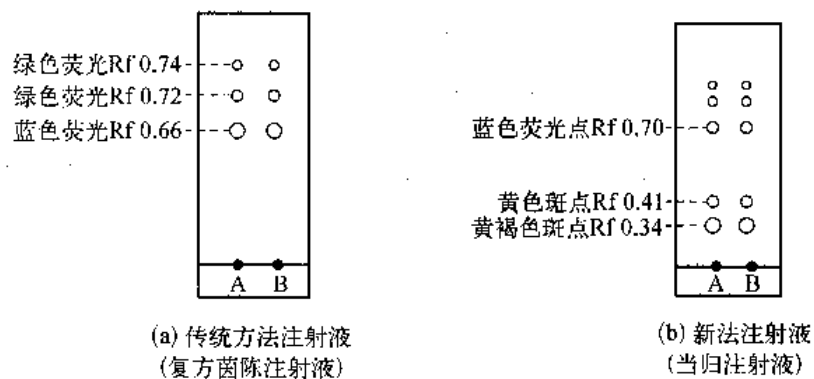 绿色荧光Rf 0.74
绿色荧光Rf 0.72
蓝色荧光Rf 0.66
A B
(a) 传统方法注射液
(复方茵陈注射液)
蓝色荧光点Rf 0.70
黄色斑点Rf 0.41
黄褐色斑点Rf 0.34
A B
(b) 新法注射液
(当归注射液)